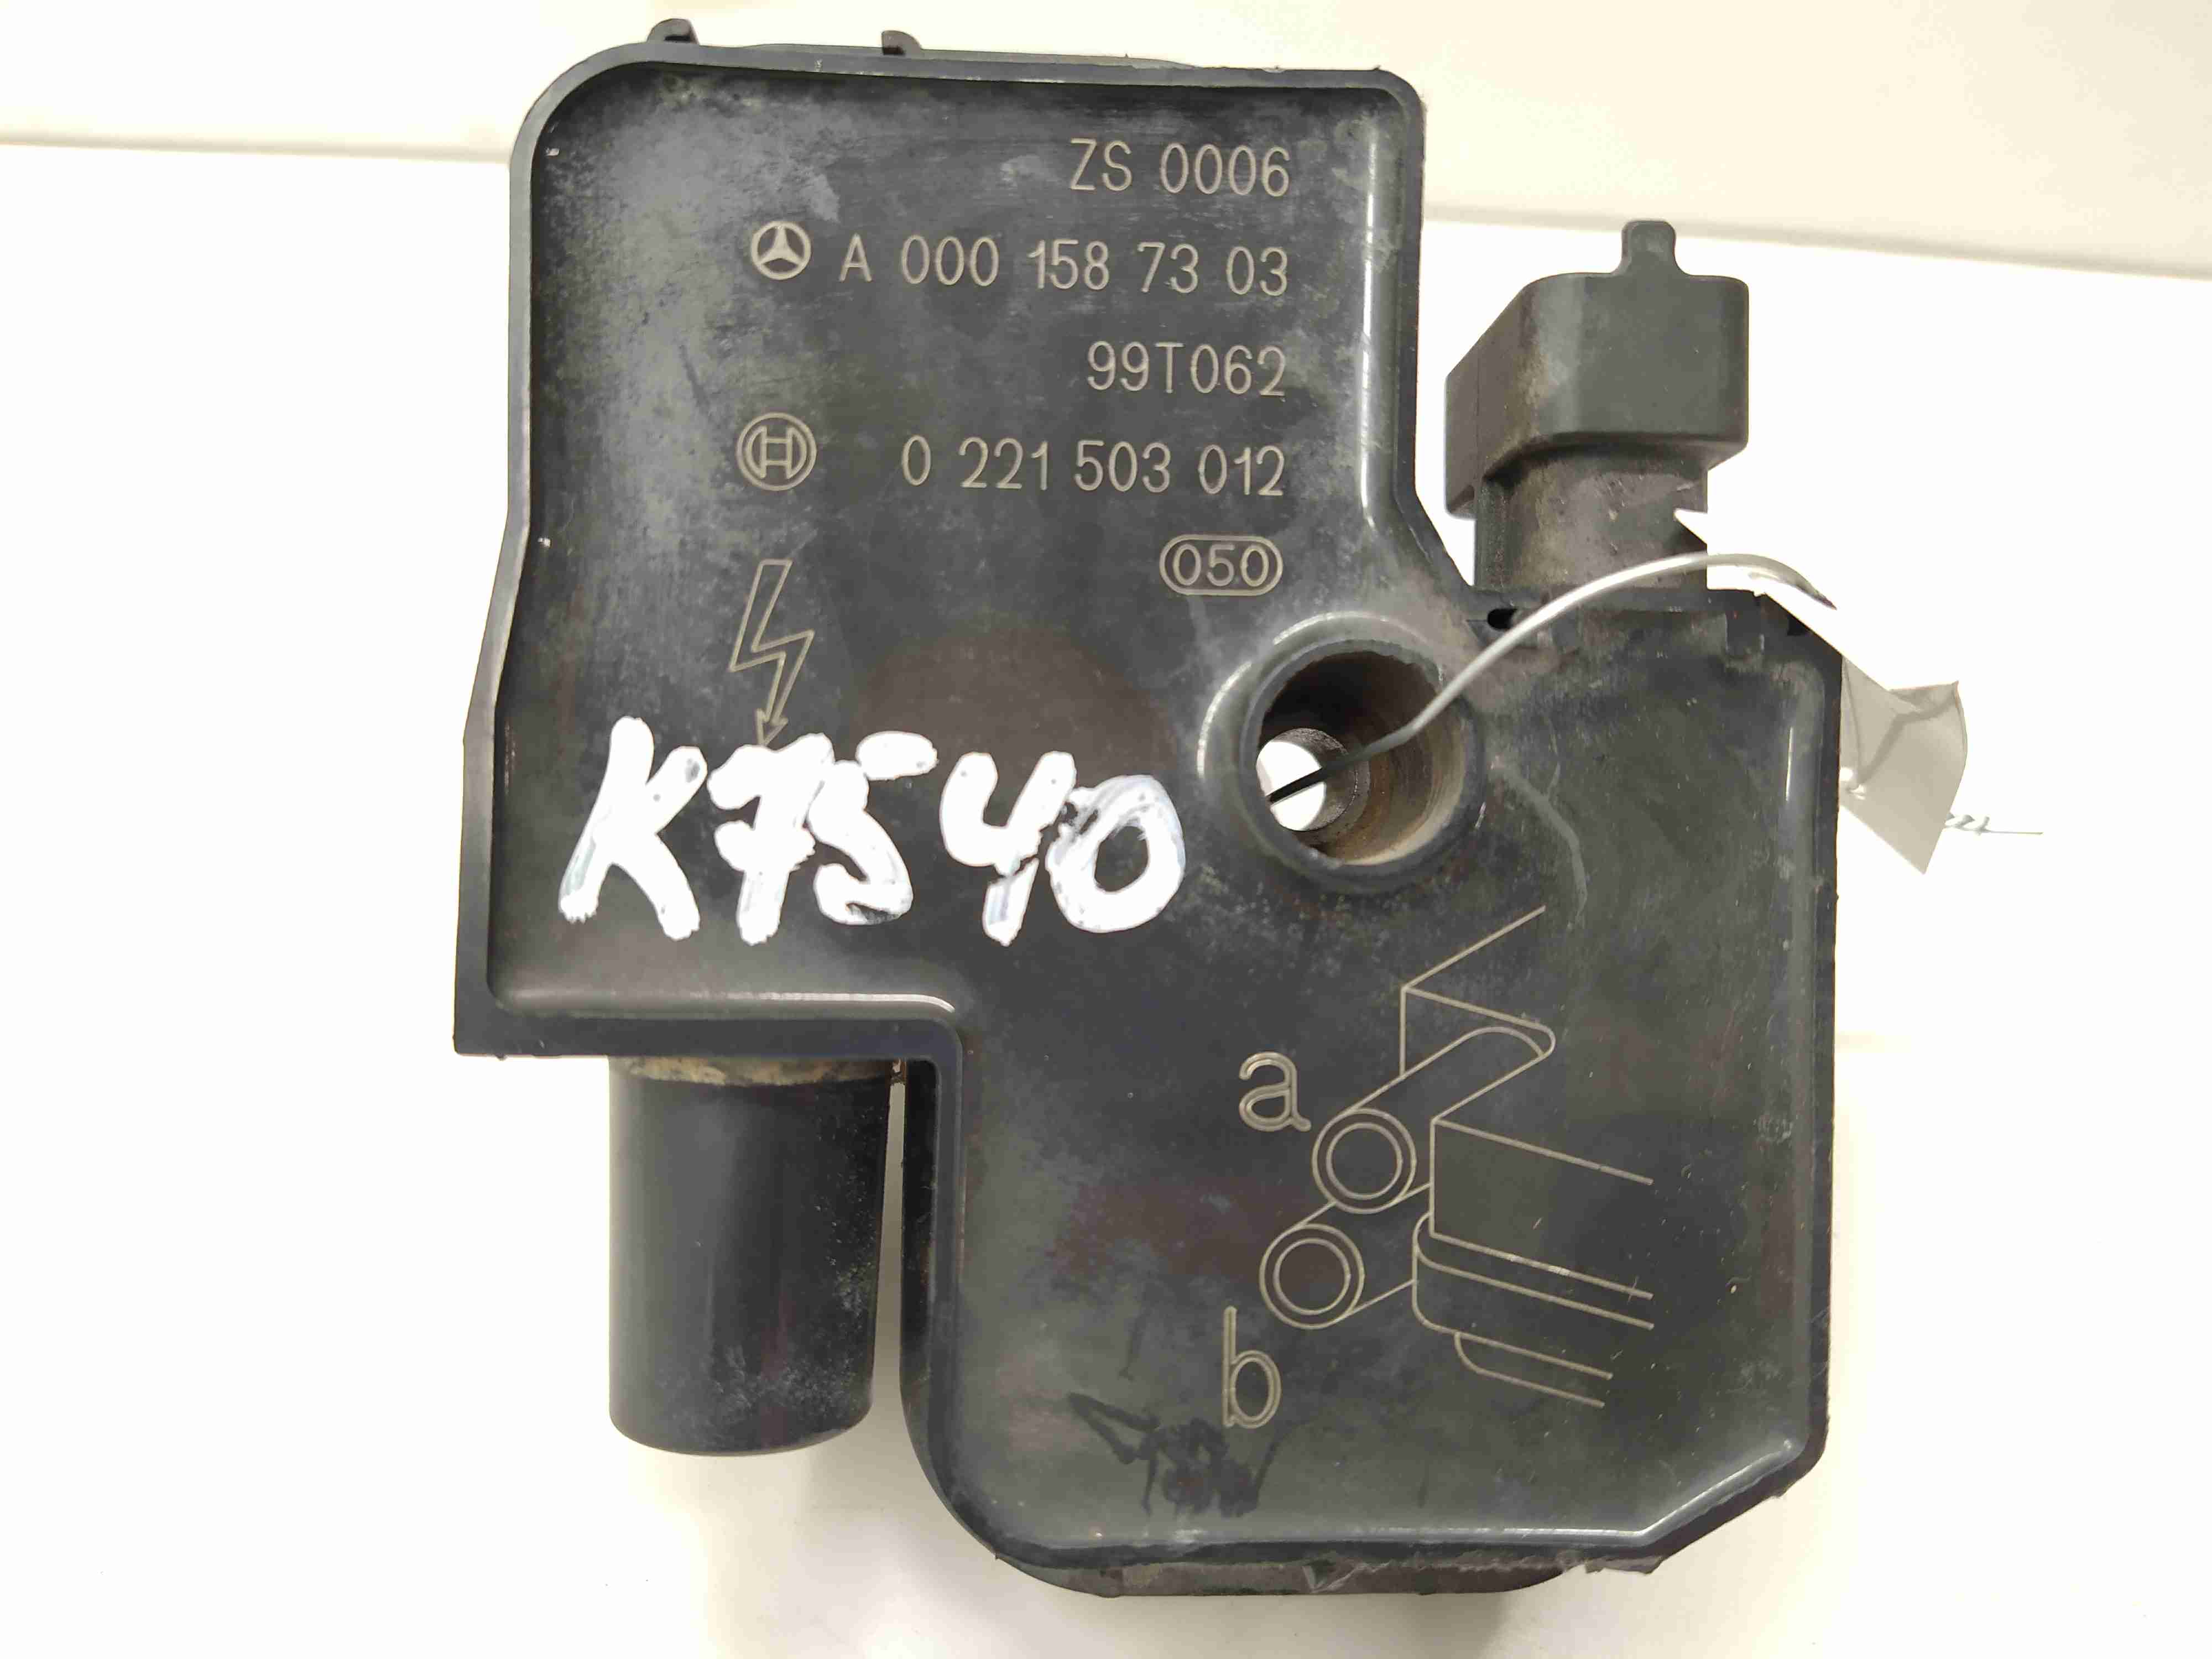 ZS 0006
A 000 158 73 03
99T062
0 221 503 012
050
K7540
a
b